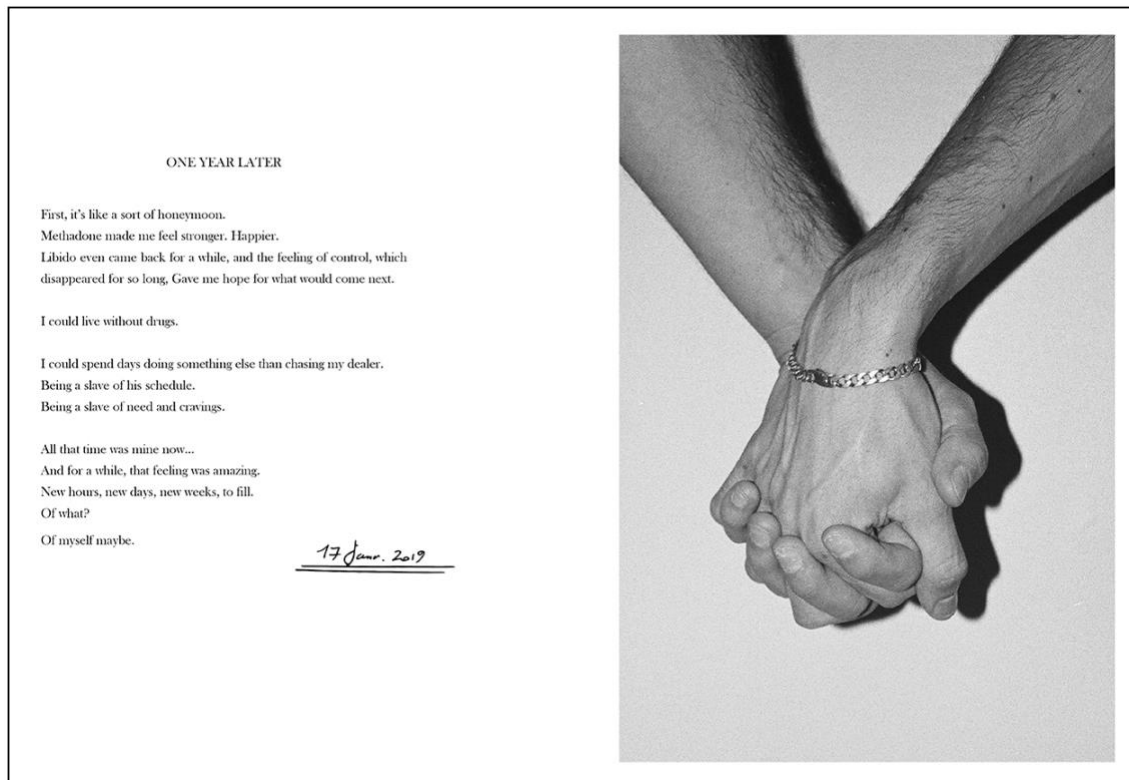 ONE YEAR LATER
First, it's like a sort of honeymoon.
Methadone made me feel stronger. Happier.
Libido even came back for a while, and the feeling of control, which
disappeared for so long, Gave me hope for what would come next.
I could live without drugs.
I could spend days doing something else than chasing my dealer.
Being a slave of his schedule.
Being a slave of need and cravings.
All that time was mine now...
And for a while, that feeling was amazing.
New hours, new days, new weeks, to fill.
Of what?
Of myself maybe.
17 Janr. 2019